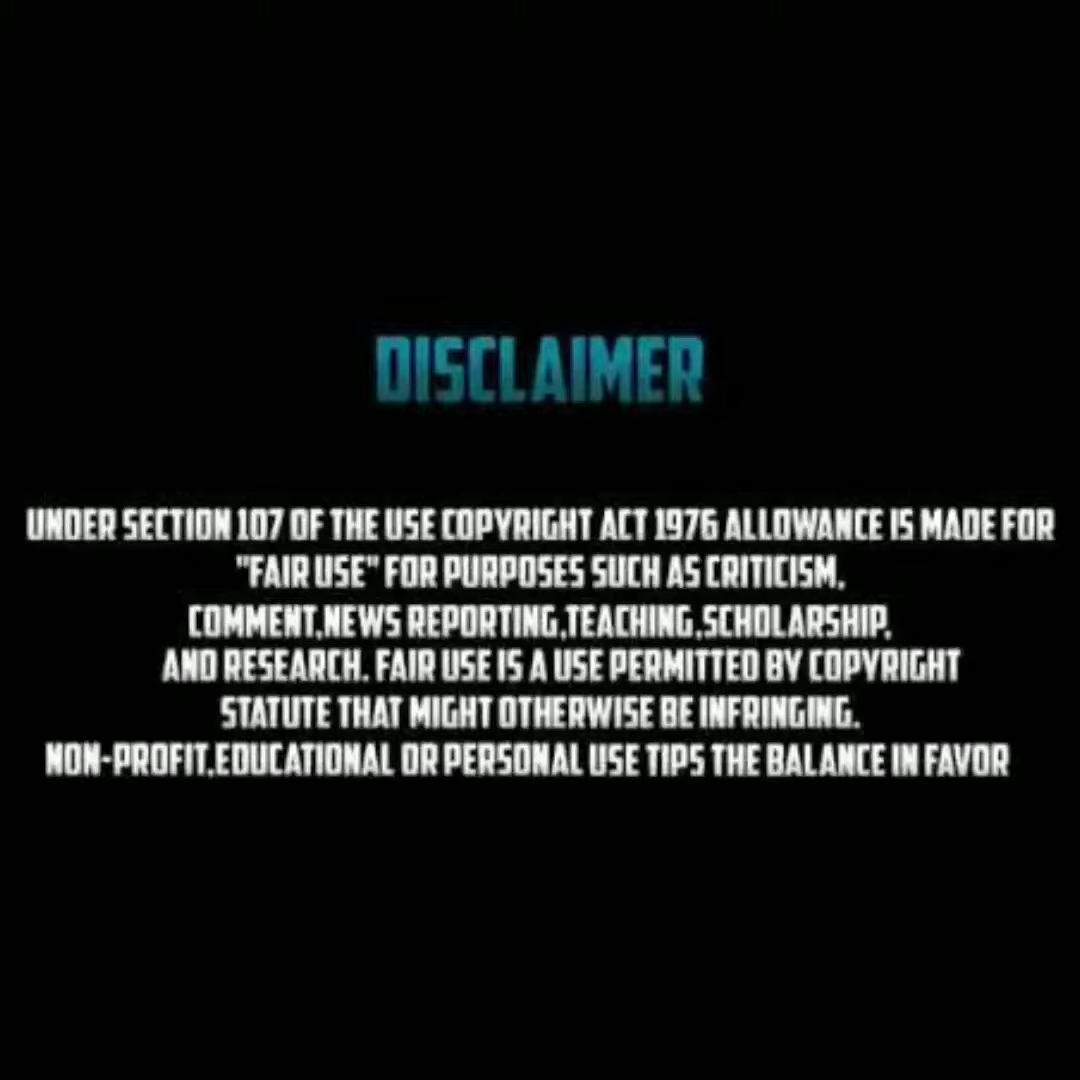 DISCLAIMER
UNDER SECTION 107 OF THE USE COPYRIGHT ACT 1976 ALLOWANCE IS MADE FOR
"FAIR USE" FOR PURPOSES SUCH AS CRITICISM,
COMMENT,NEWS REPORTING,TEACHING,SCHOLARSHIP,
AND RESEARCH. FAIR USE IS A USE PERMITTED BY COPYRIGHT
STATUTE THAT MIGHT OTHERWISE BE INFRINGING.
NON-PROFIT,EDUCATIONAL OR PERSONAL USE TIPS THE BALANCE IN FAVOR